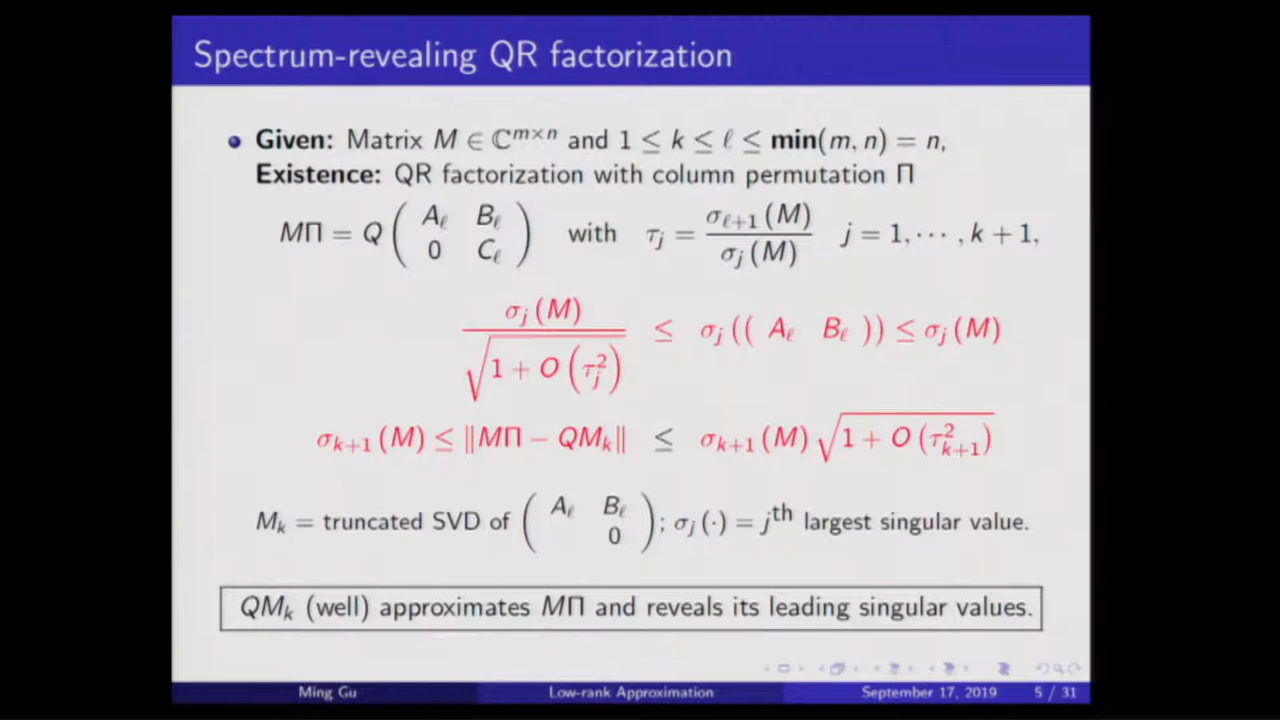 Spectrum-revealing QR factorization
Given: Matrix M ∈ ℂ^{m×n} and 1 ≤ k ≤ ℓ ≤ min(m, n) = n,
Existence: QR factorization with column permutation Π
MΠ = Q ( A_ℓ B_ℓ ; 0 C_ℓ ) with τ_j = σ_{ℓ+1}(M) / σ_j(M) j = 1, ⋯ , k + 1,
σ_j(M) / √(1 + O(τ_j^2)) ≤ σ_j(( A_ℓ B_ℓ )) ≤ σ_j(M)
σ_{k+1}(M) ≤ ‖MΠ − QM_k‖ ≤ σ_{k+1}(M) √(1 + O(τ_{k+1}^2))
M_k = truncated SVD of ( A_ℓ B_ℓ ; 0 ); σ_j(·) = j^th largest singular value.
QM_k (well) approximates MΠ and reveals its leading singular values.
Ming Gu Low-rank Approximation September 17, 2019 5 / 31